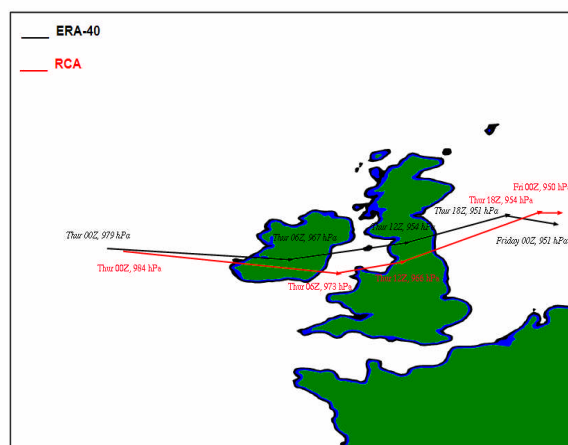 ERA-40
RCA
Fri 00Z, 950 hPa
Thur 18Z, 954 hPa
Thur 18Z, 951 hPa
Thur 12Z, 954 hPa
Thur 00Z, 979 hPa
Thur 06Z, 967 hPa
Friday 00Z, 951 hPa
Thur 00Z, 984 hPa
Thur 06Z, 973 hPa